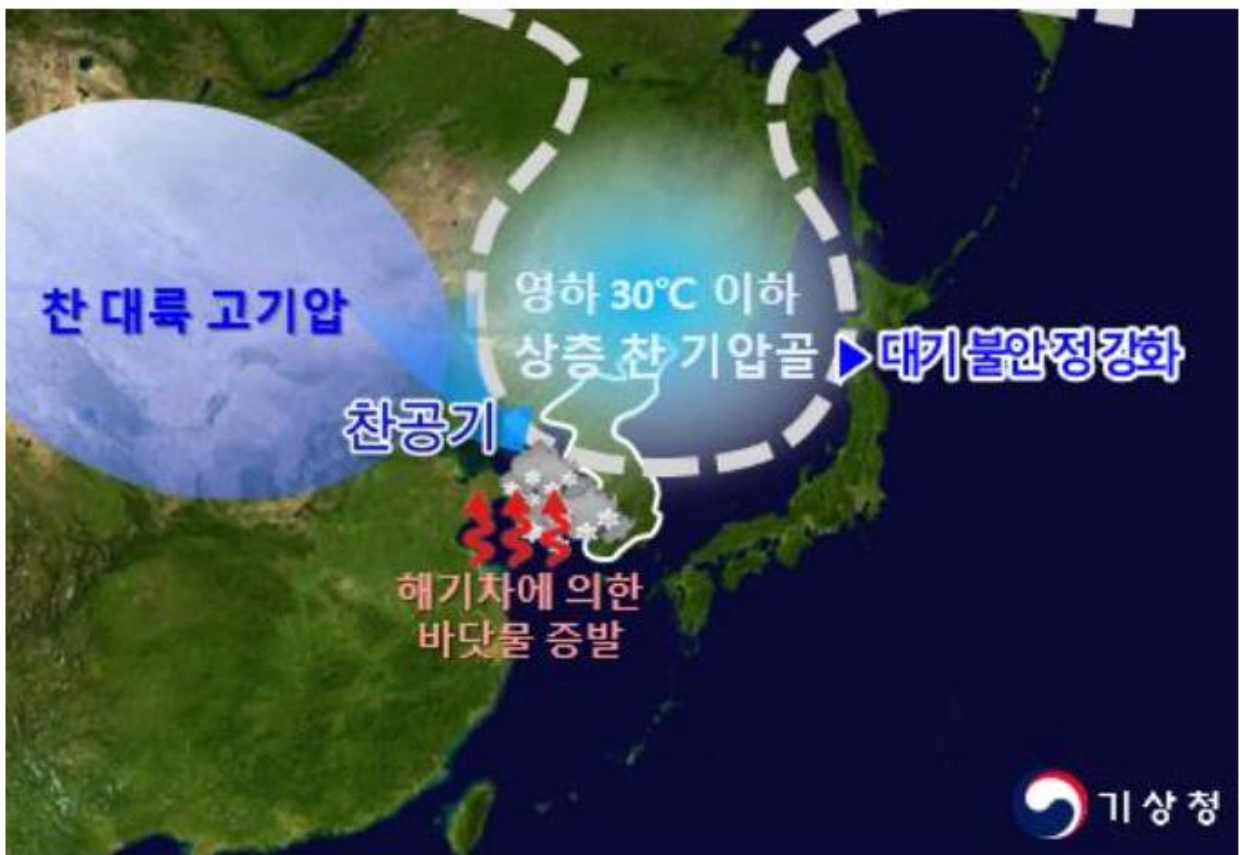 영하 30℃ 이하
찬 대륙 고기압
상층 찬 기압골 ▶ 대기 불안정 강화
찬공기
해기차에 의한
바닷물 증발
기상청